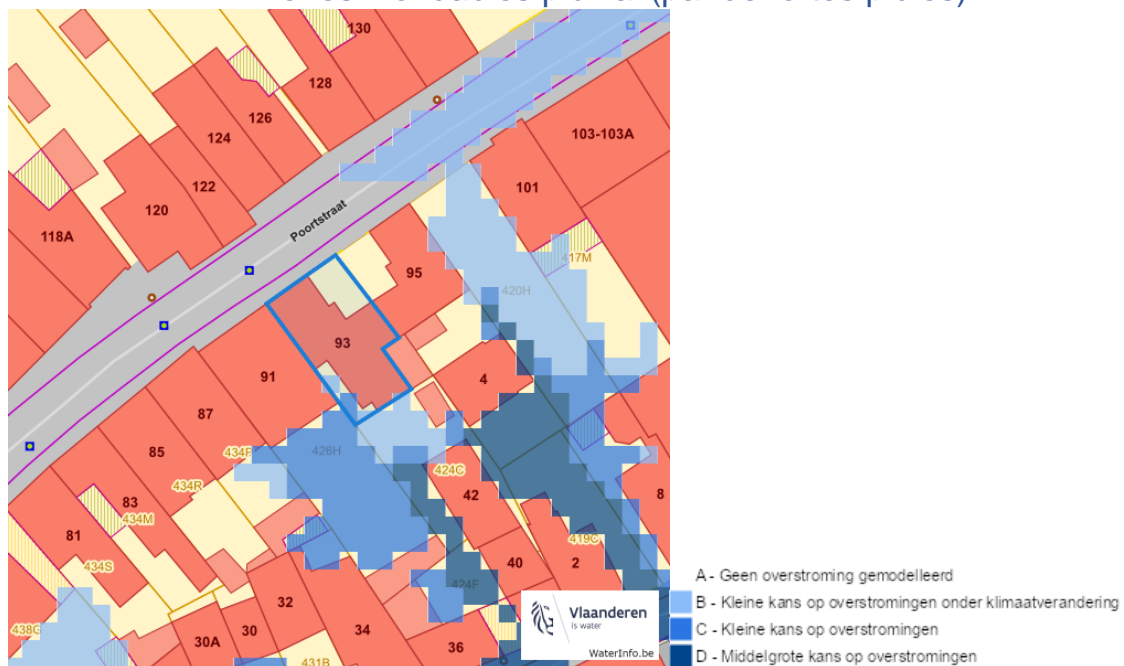 130
128
126
124
122
120
118A
103-103A
101
Poortstraat
417M
95
420H
93
91
4
87
434F
426H
85
424C
434R
42
83
434M
8
81
419C
434S
40
2
424F
32
30
34
438C
30A
36
431B
Vlaanderen
is water
WaterInfo.be
A - Geen overstroming gemodelleerd
B - Kleine kans op overstromingen onder klimaatverandering
C - Kleine kans op overstromingen
D - Middelgrote kans op overstromingen